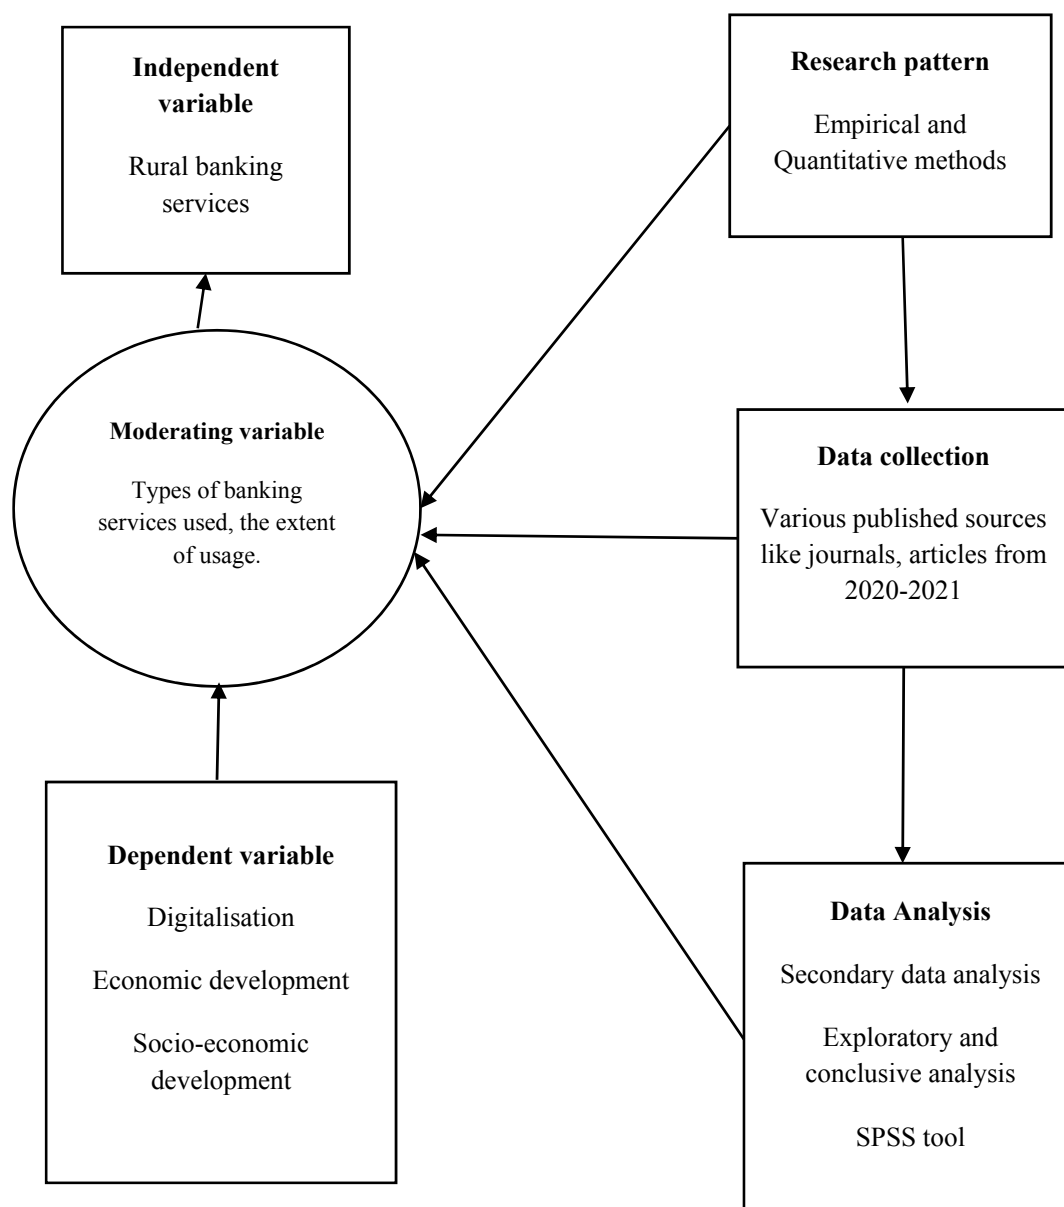 Independent
variable
Rural banking
services
Moderating variable
Types of banking
services used, the extent
of usage.
Dependent variable
Digitalisation
Economic development
Socio-economic
development
Research pattern
Empirical and
Quantitative methods
Data collection
Various published sources
like journals, articles from
2020-2021
Data Analysis
Secondary data analysis
Exploratory and
conclusive analysis
SPSS tool